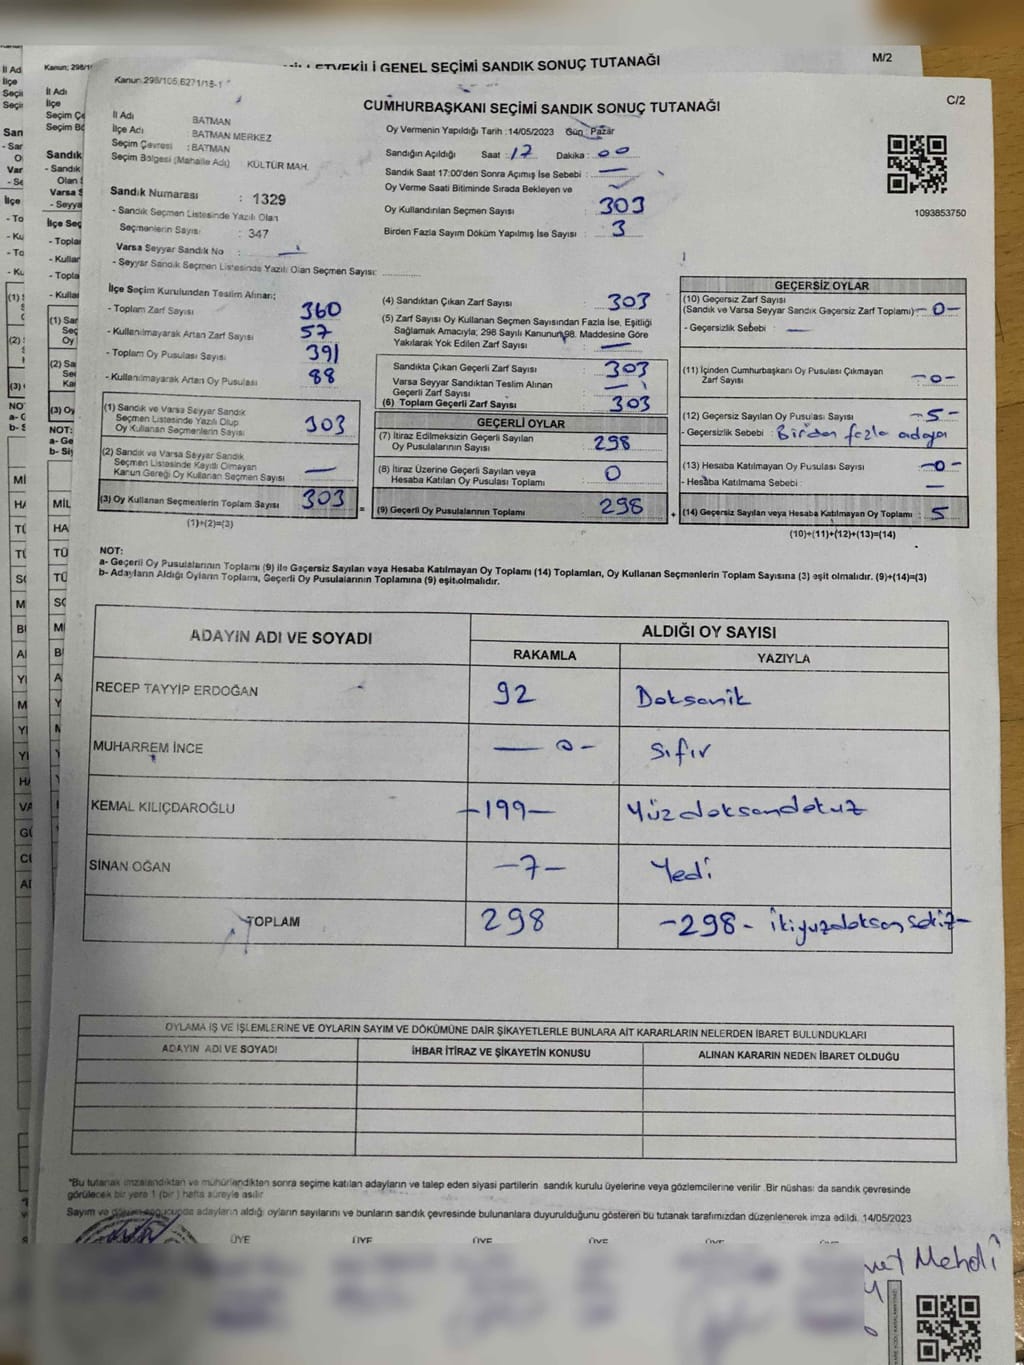 GENEL SEÇİMİ SANDIK SONUÇ TUTANAĞI
M/2
Kanun: 298/105,6271/18-1
C/2
CUMHURBAŞKANI SEÇİMİ SANDIK SONUÇ TUTANAĞI
İl Adı BATMAN
İlçe Adı : BATMAN MERKEZ
Seçim Çevresi : BATMAN
Seçim Bölgesi (Mahalle Adı) : KÜLTÜR MAH.
Oy Vermenin Yapıldığı Tarih : 14/05/2023 Gün : Pazar
Sandığın Açıldığı Saat : 17 Dakika : 00
Sandık Saat 17:00'den Sonra Açılmış İse Sebebi : —
Oy Verme Saati Bitiminde Sırada Bekleyen ve
Oy Kullandırılan Seçmen Sayısı : 303
Birden Fazla Sayım Döküm Yapılmış İse Sayısı : 3
1093853750
Sandık Numarası : 1329
- Sandık Seçmen Listesinde Yazılı Olan
Seçmenlerin Sayısı : 347
Varsa Seyyar Sandık No : —
- Seyyar Sandık Seçmen Listesinde Yazılı Olan Seçmen Sayısı:
İlçe Seçim Kurulundan Teslim Alınan;
- Toplam Zarf Sayısı : 360
- Kullanılmayarak Artan Zarf Sayısı : 57
- Toplam Oy Pusulası Sayısı : 391
- Kullanılmayarak Artan Oy Pusulası : 88
(1) Sandık ve Varsa Seyyar Sandık
Seçmen Listesinde Yazılı Olup
Oy Kullanan Seçmenlerin Sayısı : 303
(2) Sandık ve Varsa Seyyar Sandık
Seçmen Listesinde Kayıtlı Olmayan
Kanun Gereği Oy Kullanan Seçmen Sayısı : —
(3) Oy Kullanan Seçmenlerin Toplam Sayısı : 303
(1)+(2)=(3)
(4) Sandıktan Çıkan Zarf Sayısı : 303
(5) Zarf Sayısı Oy Kullanan Seçmen Sayısından Fazla İse, Eşitliği
Sağlamak Amacıyla; 298 Sayılı Kanunun 98. Maddesine Göre
Yakılarak Yok Edilen Zarf Sayısı : —
Sandıkta Çıkan Geçerli Zarf Sayısı : 303
Varsa Seyyar Sandıktan Teslim Alınan
Geçerli Zarf Sayısı : —
(6) Toplam Geçerli Zarf Sayısı : 303
GEÇERLİ OYLAR
(7) İtiraz Edilmeksizin Geçerli Sayılan
Oy Pusulalarının Sayısı : 298
(8) İtiraz Üzerine Geçerli Sayılan veya
Hesaba Katılan Oy Pusulası Toplamı : 0
(9) Geçerli Oy Pusulalarının Toplamı : 298
GEÇERSİZ OYLAR
(10) Geçersiz Zarf Sayısı
(Sandık ve Varsa Seyyar Sandık Geçersiz Zarf Toplamı) : -0-
- Geçersizlik Sebebi : —
(11) İçinden Cumhurbaşkanı Oy Pusulası Çıkmayan
Zarf Sayısı : -0-
(12) Geçersiz Sayılan Oy Pusulası Sayısı : -5-
- Geçersizlik Sebebi : Birden fazla aday
(13) Hesaba Katılmayan Oy Pusulası Sayısı : -0-
- Hesaba Katılmama Sebebi : —
(14) Geçersiz Sayılan veya Hesaba Katılmayan Oy Toplamı : 5
(10)+(11)+(12)+(13)=(14)
NOT:
a- Geçerli Oy Pusulalarının Toplamı (9) ile Geçersiz Sayılan veya Hesaba Katılmayan Oy Toplamı (14) Toplamları, Oy Kullanan Seçmenlerin Toplam Sayısına (3) eşit olmalıdır. (9)+(14)=(3)
b- Adayların Aldığı Oyların Toplamı, Geçerli Oy Pusulalarının Toplamına (9) eşit olmalıdır.
ADAYIN ADI VE SOYADI ALDIĞI OY SAYISI
RAKAMLA YAZIYLA
RECEP TAYYİP ERDOĞAN 92 Doksanik
MUHARREM İNCE — 0 - Sıfır
KEMAL KILIÇDAROĞLU -199- Yüzdoksandokuz
SİNAN OĞAN -7- Yedi
TOPLAM 298 -298- ikiyuzdoksansekiz-
OYLAMA İŞ VE İŞLEMLERİNE VE OYLARIN SAYIM VE DÖKÜMÜNE DAİR ŞİKAYETLERLE BUNLARA AİT KARARLARIN NELERDEN İBARET BULUNDUKLARI
ADAYIN ADI VE SOYADI İHBAR İTİRAZ VE ŞİKAYETİN KONUSU ALINAN KARARIN NEDEN İBARET OLDUĞU
*Bu tutanak imzalandıktan ve mühürlendikten sonra seçime katılan adayların ve talep eden siyasi partilerin sandık kurulu üyelerine veya gözlemcilerine verilir .Bir nüshası da sandık çevresinde
görülecek bir yere 1 (bir ) hafta süreyle asılır
Sayım ve döküm sonucunda adayların aldığı oyların sayılarını ve bunların sandık çevresinde bulunanlara duyurulduğunu gösteren bu tutanak tarafımızdan düzenlenerek imza edildi. 14/05/2023
ÜYE ÜYE ÜYE ÜYE ÜYE
Mehdi